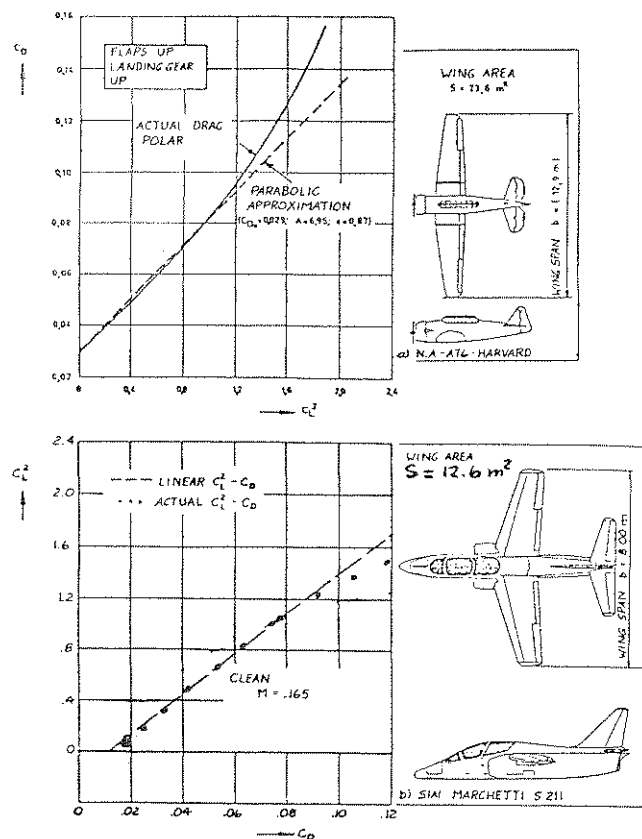 C_D
0,16
0,14
0,12
0,10
0,08
0,06
0,04
0,02
FLAPS UP
LANDING GEAR
UP
ACTUAL DRAG
POLAR
PARABOLIC
APPROXIMATION
0 0,4 0,8 1,2 1,6 2,0 2,4
WING AREA
WING SPAN
a) N.A-AT6-HARVARD
C_L^2
2.4
2.0
1.6
1.2
.8
.4
0
LINEAR C_L^2 - C_D
ACTUAL C_L^2 - C_D
CLEAN
M = .165
0 .02 .04 .06 .08 .10 .12
C_D
WING AREA
S = 12.6 m²
WING SPAN b = 8.00 m
b) SIAI MARCHETTI S 211